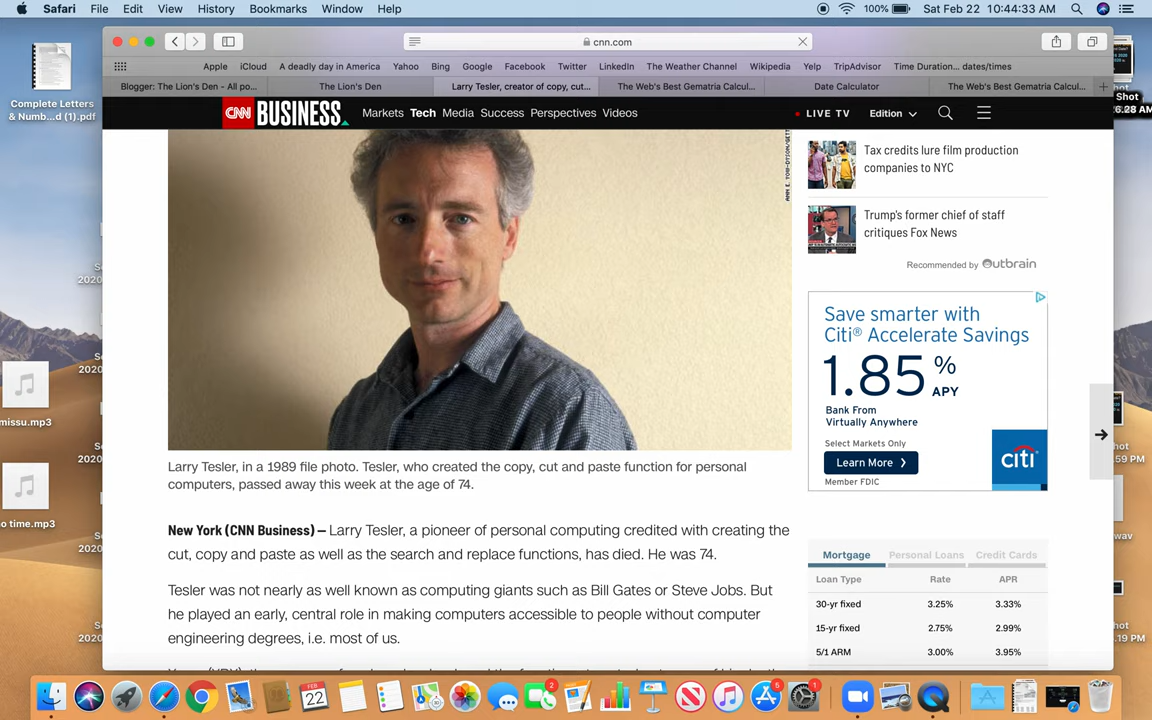 Safari File Edit View History Bookmarks Window Help 100% Sat Feb 22 10:44:33 AM
cnn.com
Apple iCloud A deadly day in America Yahoo Bing Google Facebook Twitter LinkedIn The Weather Channel Wikipedia Yelp TripAdvisor Time Duration... dates/times
Blogger: The Lion's Den - All po... The Lion's Den Larry Tesler, creator of copy, cut... The Web's Best Gematria Calcul... Date Calculator The Web's Best Gematria Calcul...
Complete Letters
& Numb...d (1).pdf
CNN BUSINESS Markets Tech Media Success Perspectives Videos LIVE TV Edition
Tax credits lure film production
companies to NYC
Trump's former chief of staff
critiques Fox News
Recommended by Outbrain
Save smarter with
Citi® Accelerate Savings
1.85 %
APY
Bank From
Virtually Anywhere
Select Markets Only
Learn More
citi
Member FDIC
Larry Tesler, in a 1989 file photo. Tesler, who created the copy, cut and paste function for personal
computers, passed away this week at the age of 74.
New York (CNN Business) — Larry Tesler, a pioneer of personal computing credited with creating the
cut, copy and paste as well as the search and replace functions, has died. He was 74.
Tesler was not nearly as well known as computing giants such as Bill Gates or Steve Jobs. But
he played an early, central role in making computers accessible to people without computer
engineering degrees, i.e. most of us.
Mortgage Personal Loans Credit Cards
Loan Type Rate APR
30-yr fixed 3.25% 3.33%
15-yr fixed 2.75% 2.99%
5/1 ARM 3.00% 3.95%
missu.mp3
o time.mp3
FEB
22
2
5
1